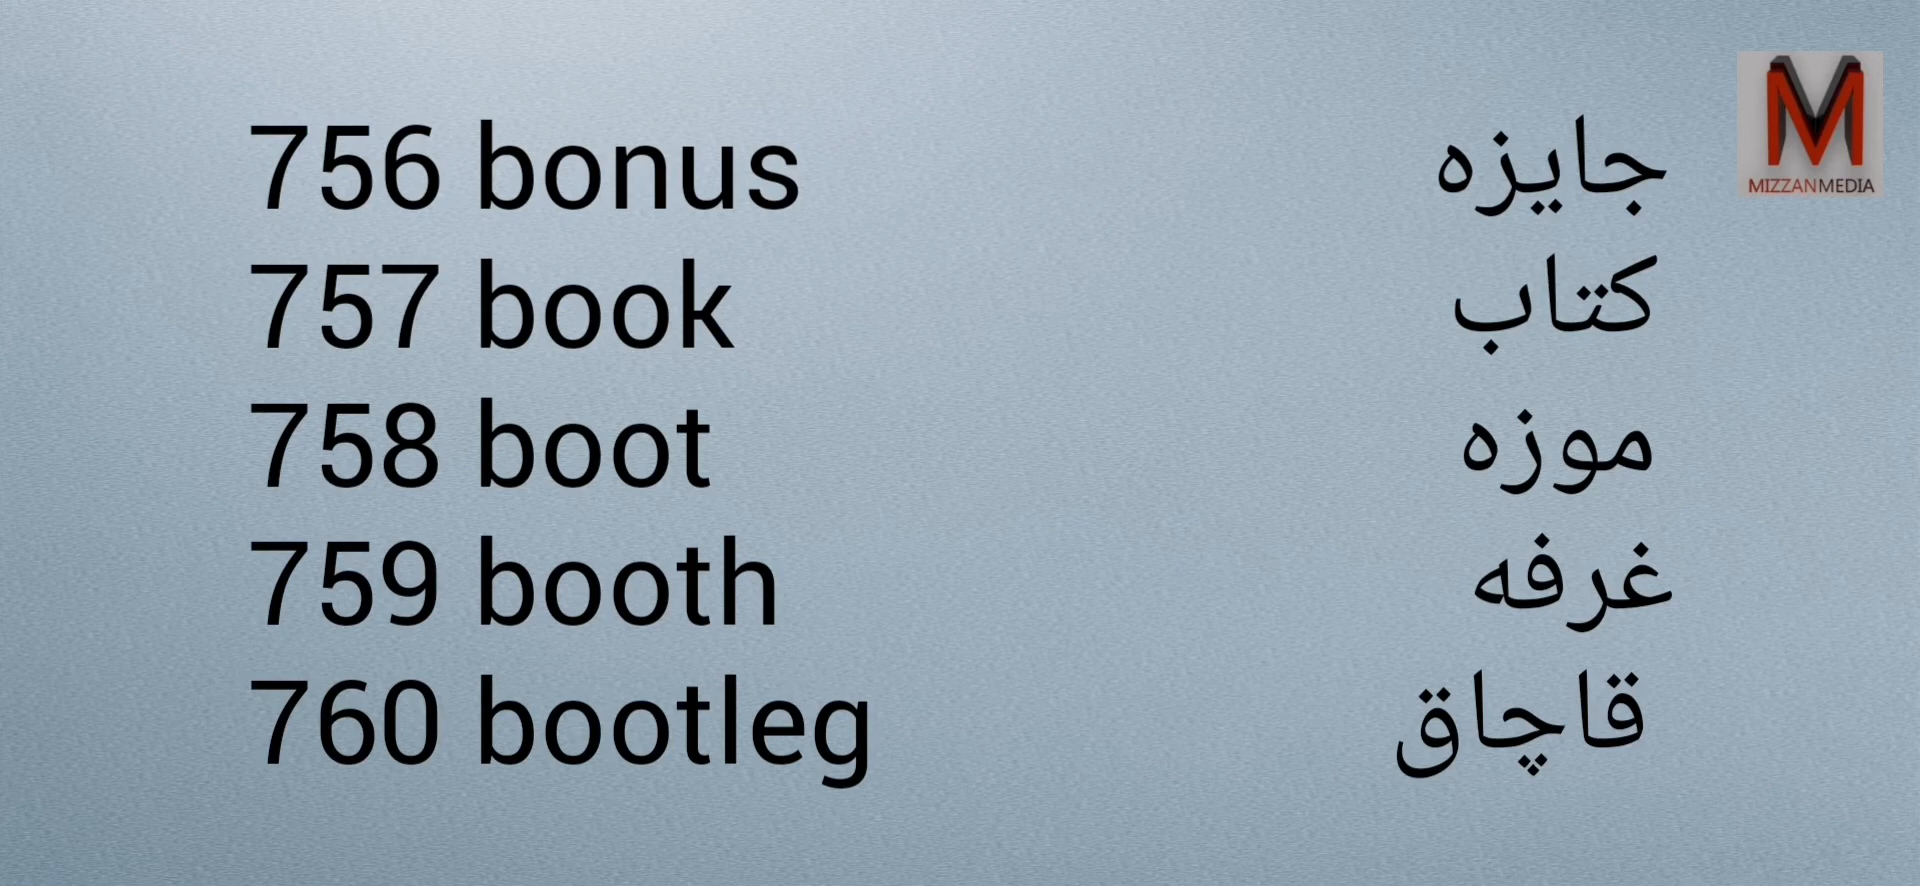 756 bonus جایزه
757 book کتاب
758 boot موزه
759 booth غرفه
760 bootleg قاچاق
MIZZANMEDIA